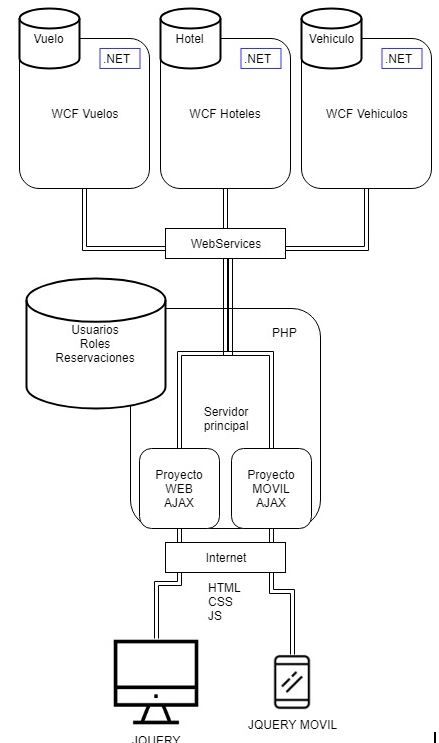 Vuelo
Hotel
Vehiculo
.NET
.NET
.NET
WCF Vuelos
WCF Hoteles
WCF Vehiculos
WebServices
Usuarios
Roles
Reservaciones
PHP
Servidor
principal
Proyecto
WEB
AJAX
Proyecto
MOVIL
AJAX
Internet
HTML
CSS
JS
JQUERY
JQUERY MOVIL